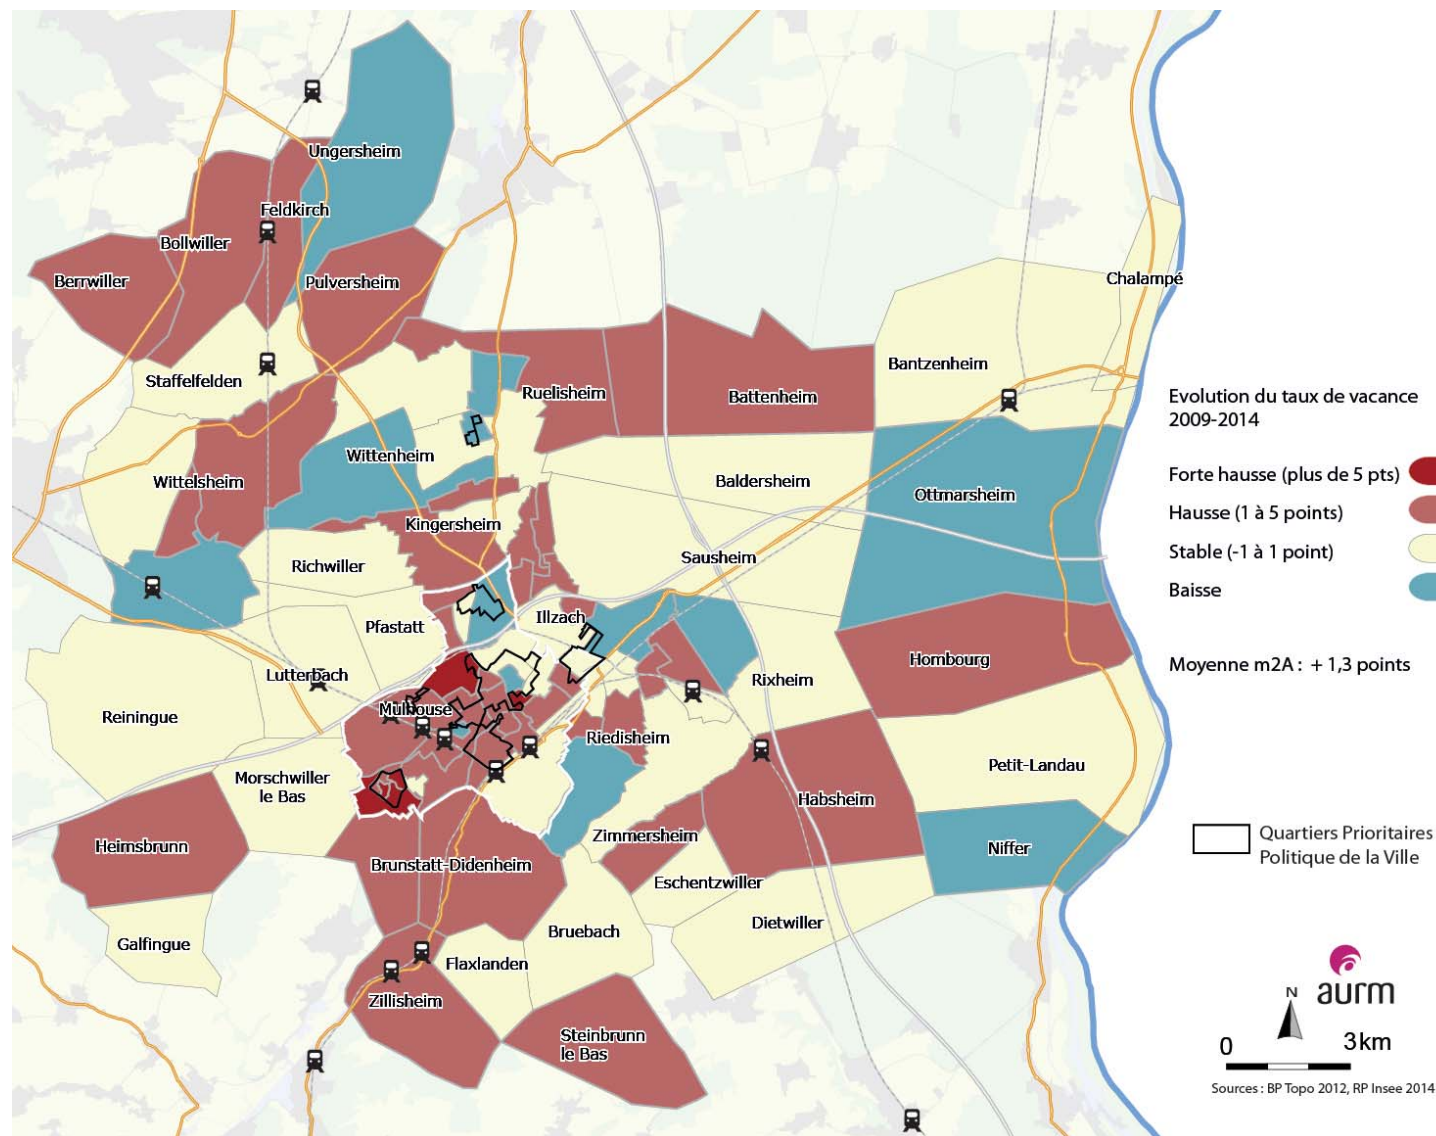 Ungersheim
Feldkirch
Bollwiller
Berrwiller
Pulversheim
Chalampé
Staffelfelden
Ruelisheim
Battenheim
Bantzenheim
Wittenheim
Wittelsheim
Baldersheim
Ottmarsheim
Kingersheim
Richwiller
Sausheim
Pfastatt
Illzach
Lutterbach
Rixheim
Hombourg
Reiningue
Mulhouse
Riedisheim
Morschwiller
le Bas
Petit-Landau
Habsheim
Heimsbrunn
Zimmersheim
Niffer
Brunstatt-Didenheim
Eschentzwiller
Dietwiller
Galfingue
Bruebach
Flaxlanden
Zillisheim
Steinbrunn
le Bas
Evolution du taux de vacance
2009-2014
Forte hausse (plus de 5 pts)
Hausse (1 à 5 points)
Stable (-1 à 1 point)
Baisse
Moyenne m2A : + 1,3 points
Quartiers Prioritaires
Politique de la Ville
aurm
N
0 3 km
Sources : BP Topo 2012, RP Insee 2014